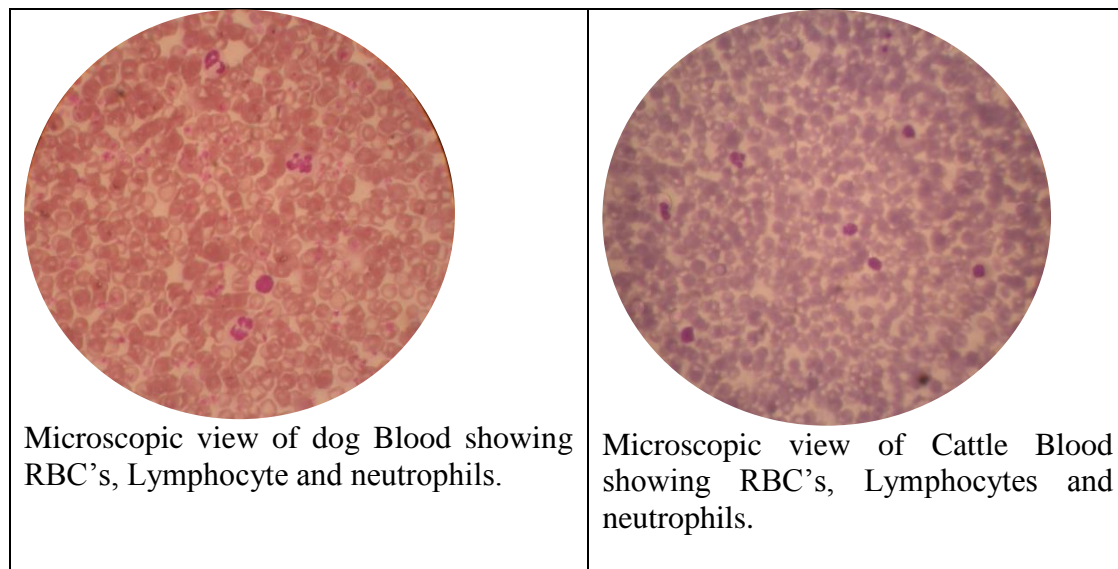 Microscopic view of dog Blood showing
RBC’s, Lymphocyte and neutrophils.
Microscopic view of Cattle Blood
showing RBC’s, Lymphocytes and
neutrophils.